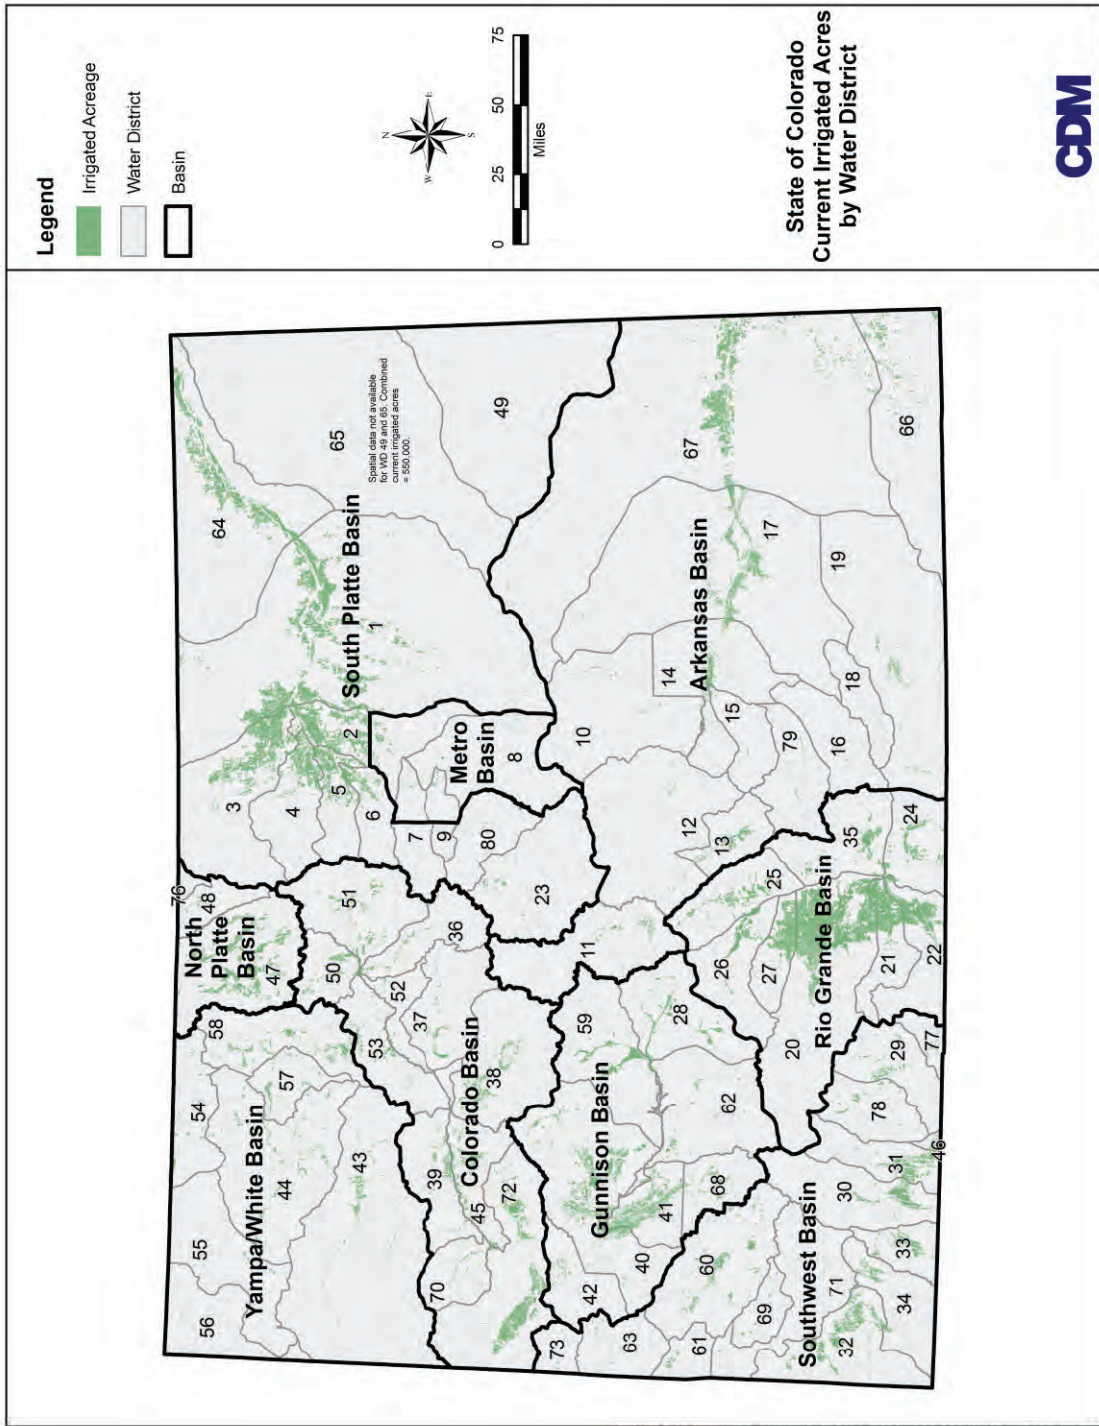 Legend
Irrigated Acreage
Water District
Basin
N
W
E
S
0 25 50 75
Miles
State of Colorado
Current Irrigated Acres
by Water District
CDM
56
55
54
58
Yampa/White Basin
44
57
43
76
48
North
Platte
Basin
47
3
4
5
6
2
1
64
65
South Platte Basin
Spatial data not available
for WD 49 and 65. Combined
current irrigated acres
= 550,000.
49
7
9
80
23
Metro
Basin
8
51
50
53
52
37
36
38
Colorado Basin
39
45
70
72
73
42
40
41
Gunnison Basin
59
28
62
68
63
61
60
69
Southwest Basin
71
32
34
33
30
31
46
78
29
77
20
26
27
25
Rio Grande Basin
21
22
35
24
11
12
13
10
14
15
79
16
18
Arkansas Basin
17
19
67
66